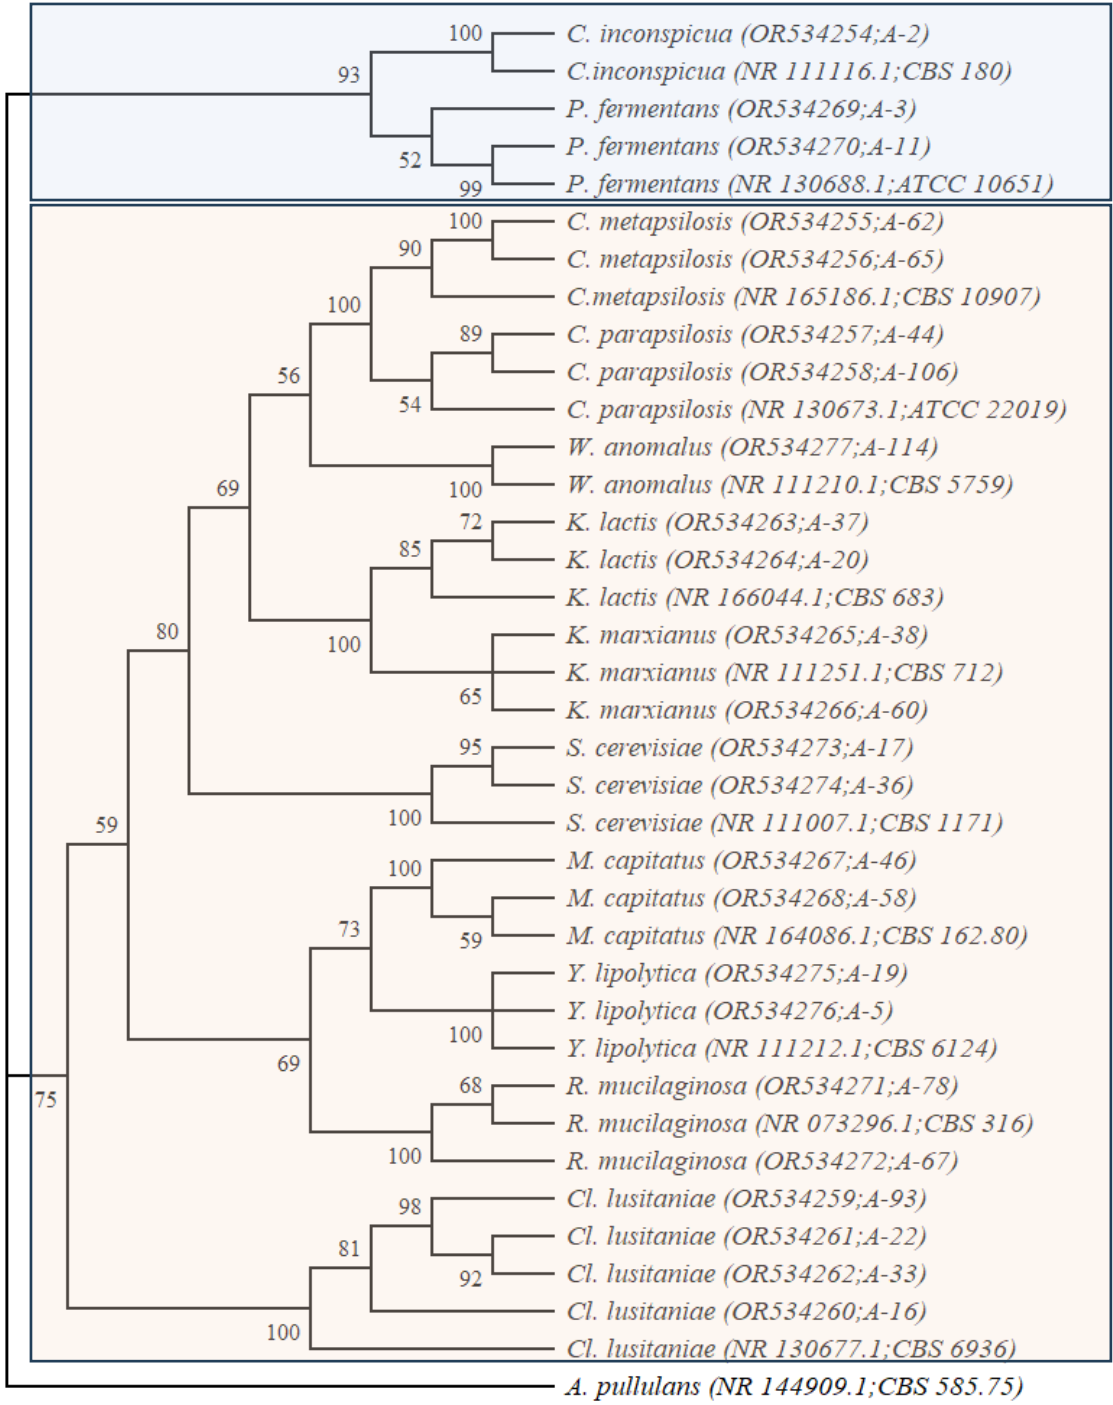 100
C. inconspicua (OR534254;A-2)
93
C.inconspicua (NR 111116.1;CBS 180)
P. fermentans (OR534269;A-3)
52
P. fermentans (OR534270;A-11)
99
P. fermentans (NR 130688.1;ATCC 10651)
100
C. metapsilosis (OR534255;A-62)
90
C. metapsilosis (OR534256;A-65)
100
C.metapsilosis (NR 165186.1;CBS 10907)
89
C. parapsilosis (OR534257;A-44)
56
C. parapsilosis (OR534258;A-106)
54
C. parapsilosis (NR 130673.1;ATCC 22019)
W. anomalus (OR534277;A-114)
69
100
W. anomalus (NR 111210.1;CBS 5759)
72
K. lactis (OR534263;A-37)
85
K. lactis (OR534264;A-20)
K. lactis (NR 166044.1;CBS 683)
80
100
K. marxianus (OR534265;A-38)
K. marxianus (NR 111251.1;CBS 712)
65
K. marxianus (OR534266;A-60)
95
S. cerevisiae (OR534273;A-17)
S. cerevisiae (OR534274;A-36)
59
100
S. cerevisiae (NR 111007.1;CBS 1171)
100
M. capitatus (OR534267;A-46)
M. capitatus (OR534268;A-58)
73
59
M. capitatus (NR 164086.1;CBS 162.80)
Y. lipolytica (OR534275;A-19)
Y. lipolytica (OR534276;A-5)
100
Y. lipolytica (NR 111212.1;CBS 6124)
69
68
R. mucilaginosa (OR534271;A-78)
75
R. mucilaginosa (NR 073296.1;CBS 316)
100
R. mucilaginosa (OR534272;A-67)
98
Cl. lusitaniae (OR534259;A-93)
81
Cl. lusitaniae (OR534261;A-22)
92
Cl. lusitaniae (OR534262;A-33)
Cl. lusitaniae (OR534260;A-16)
100
Cl. lusitaniae (NR 130677.1;CBS 6936)
A. pullulans (NR 144909.1;CBS 585.75)